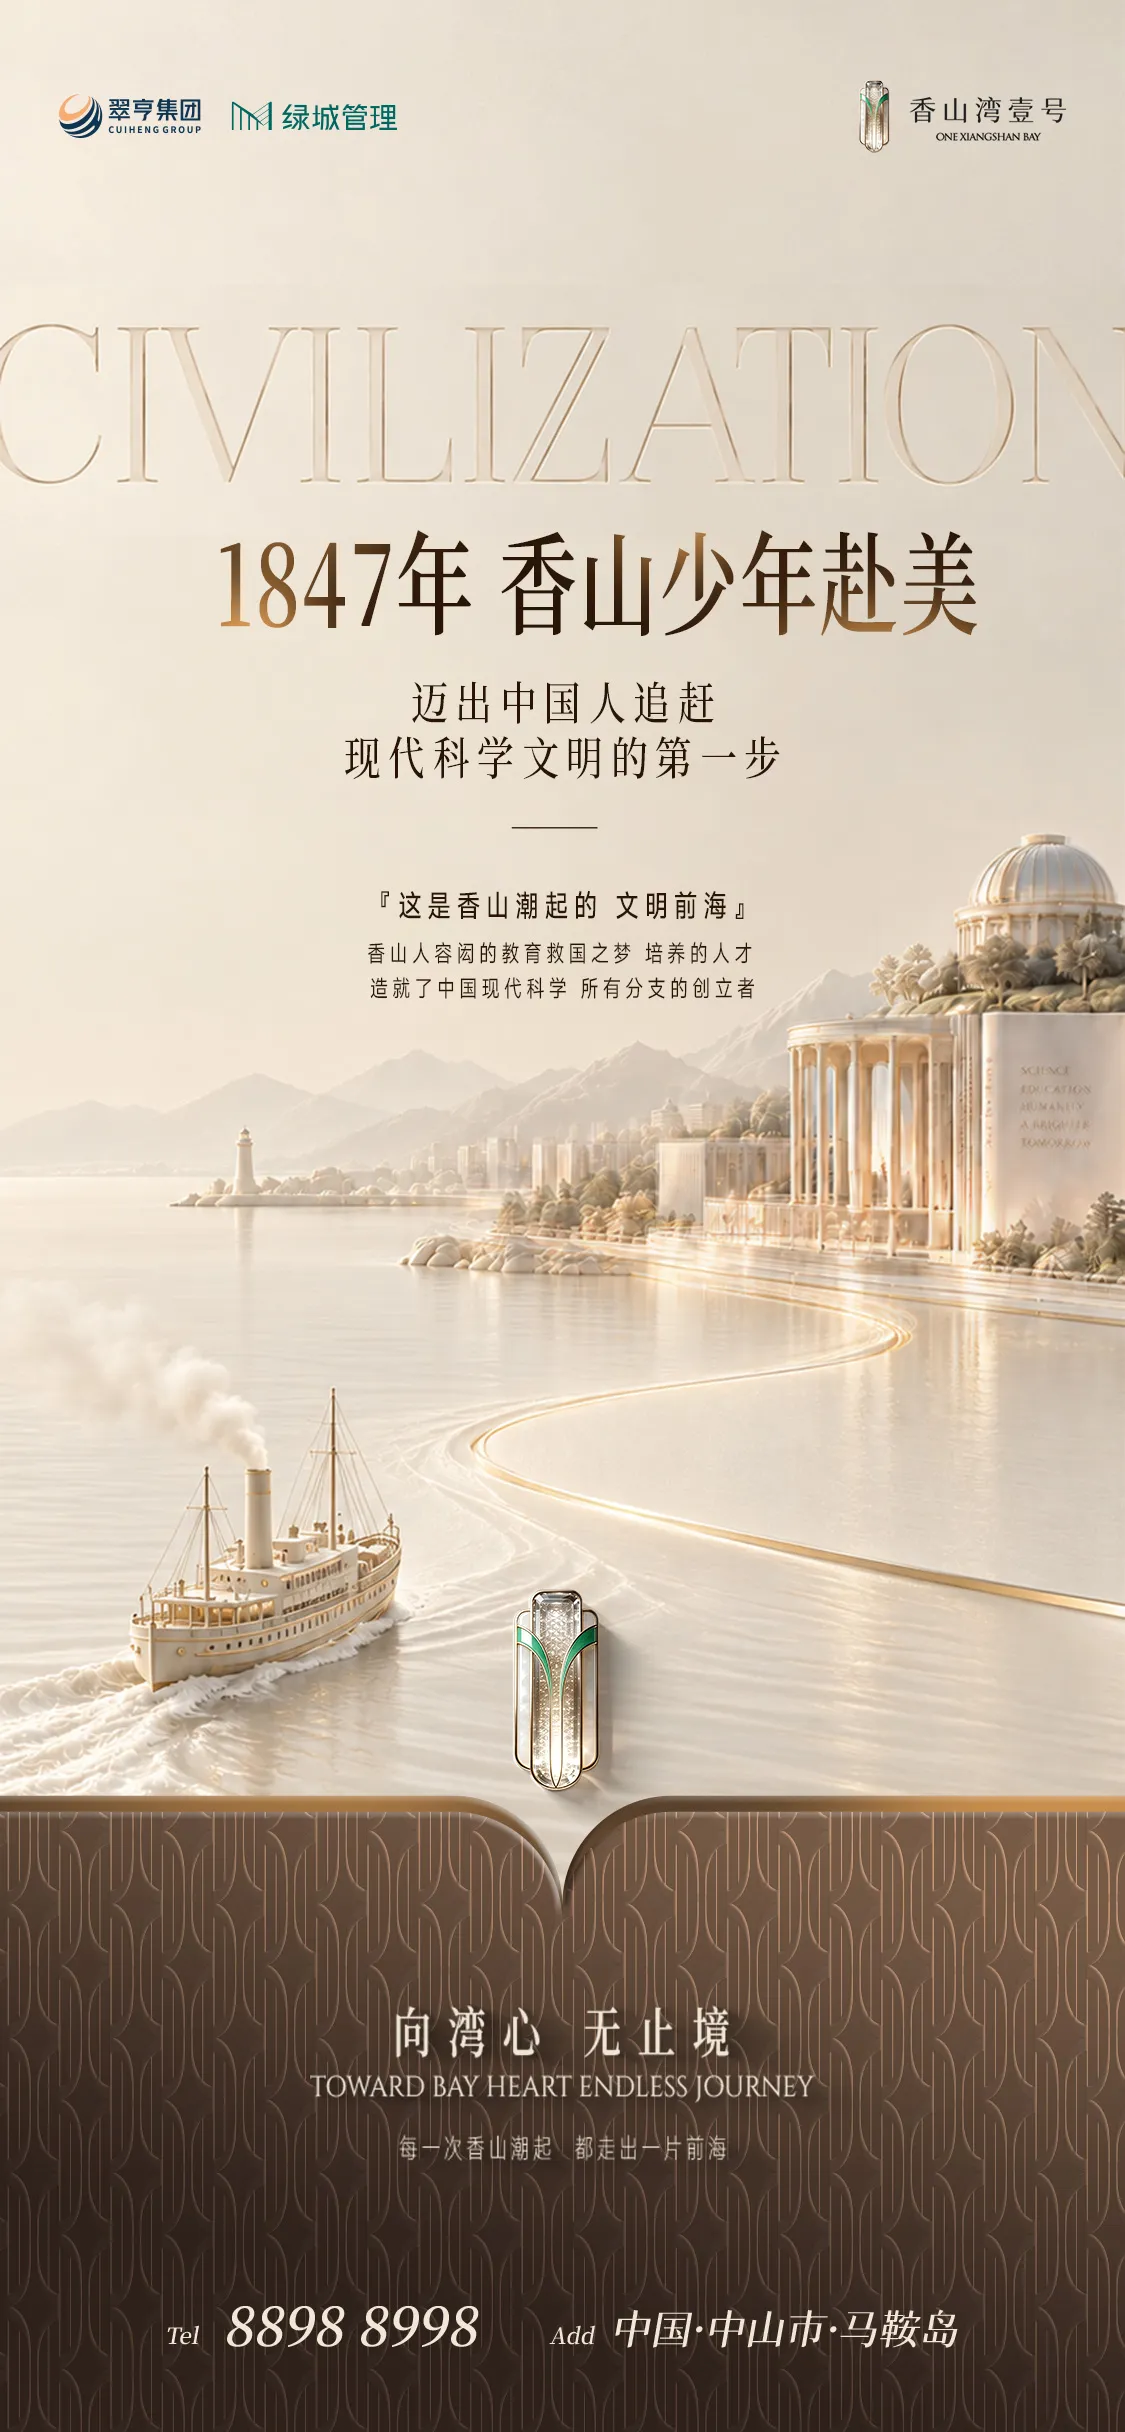 翠亨集团
CUIHENG GROUP
绿城管理
香山湾壹号
ONE XIANGSHAN BAY
CIVILIZATION
1847年 香山少年赴美
迈出中国人追赶
现代科学文明的第一步
『这是香山潮起的 文明前海』
香山人容闳的教育救国之梦 培养的人才
造就了中国现代科学 所有分支的创立者
SCIENCE
EDUCATION
HUMANITY
A BRIGHTER
TOMORROW
向湾心 无止境
TOWARD BAY HEART ENDLESS JOURNEY
每一次香山潮起 都走出一片前海
Tel 8898 8998 Add 中国·中山市·马鞍岛